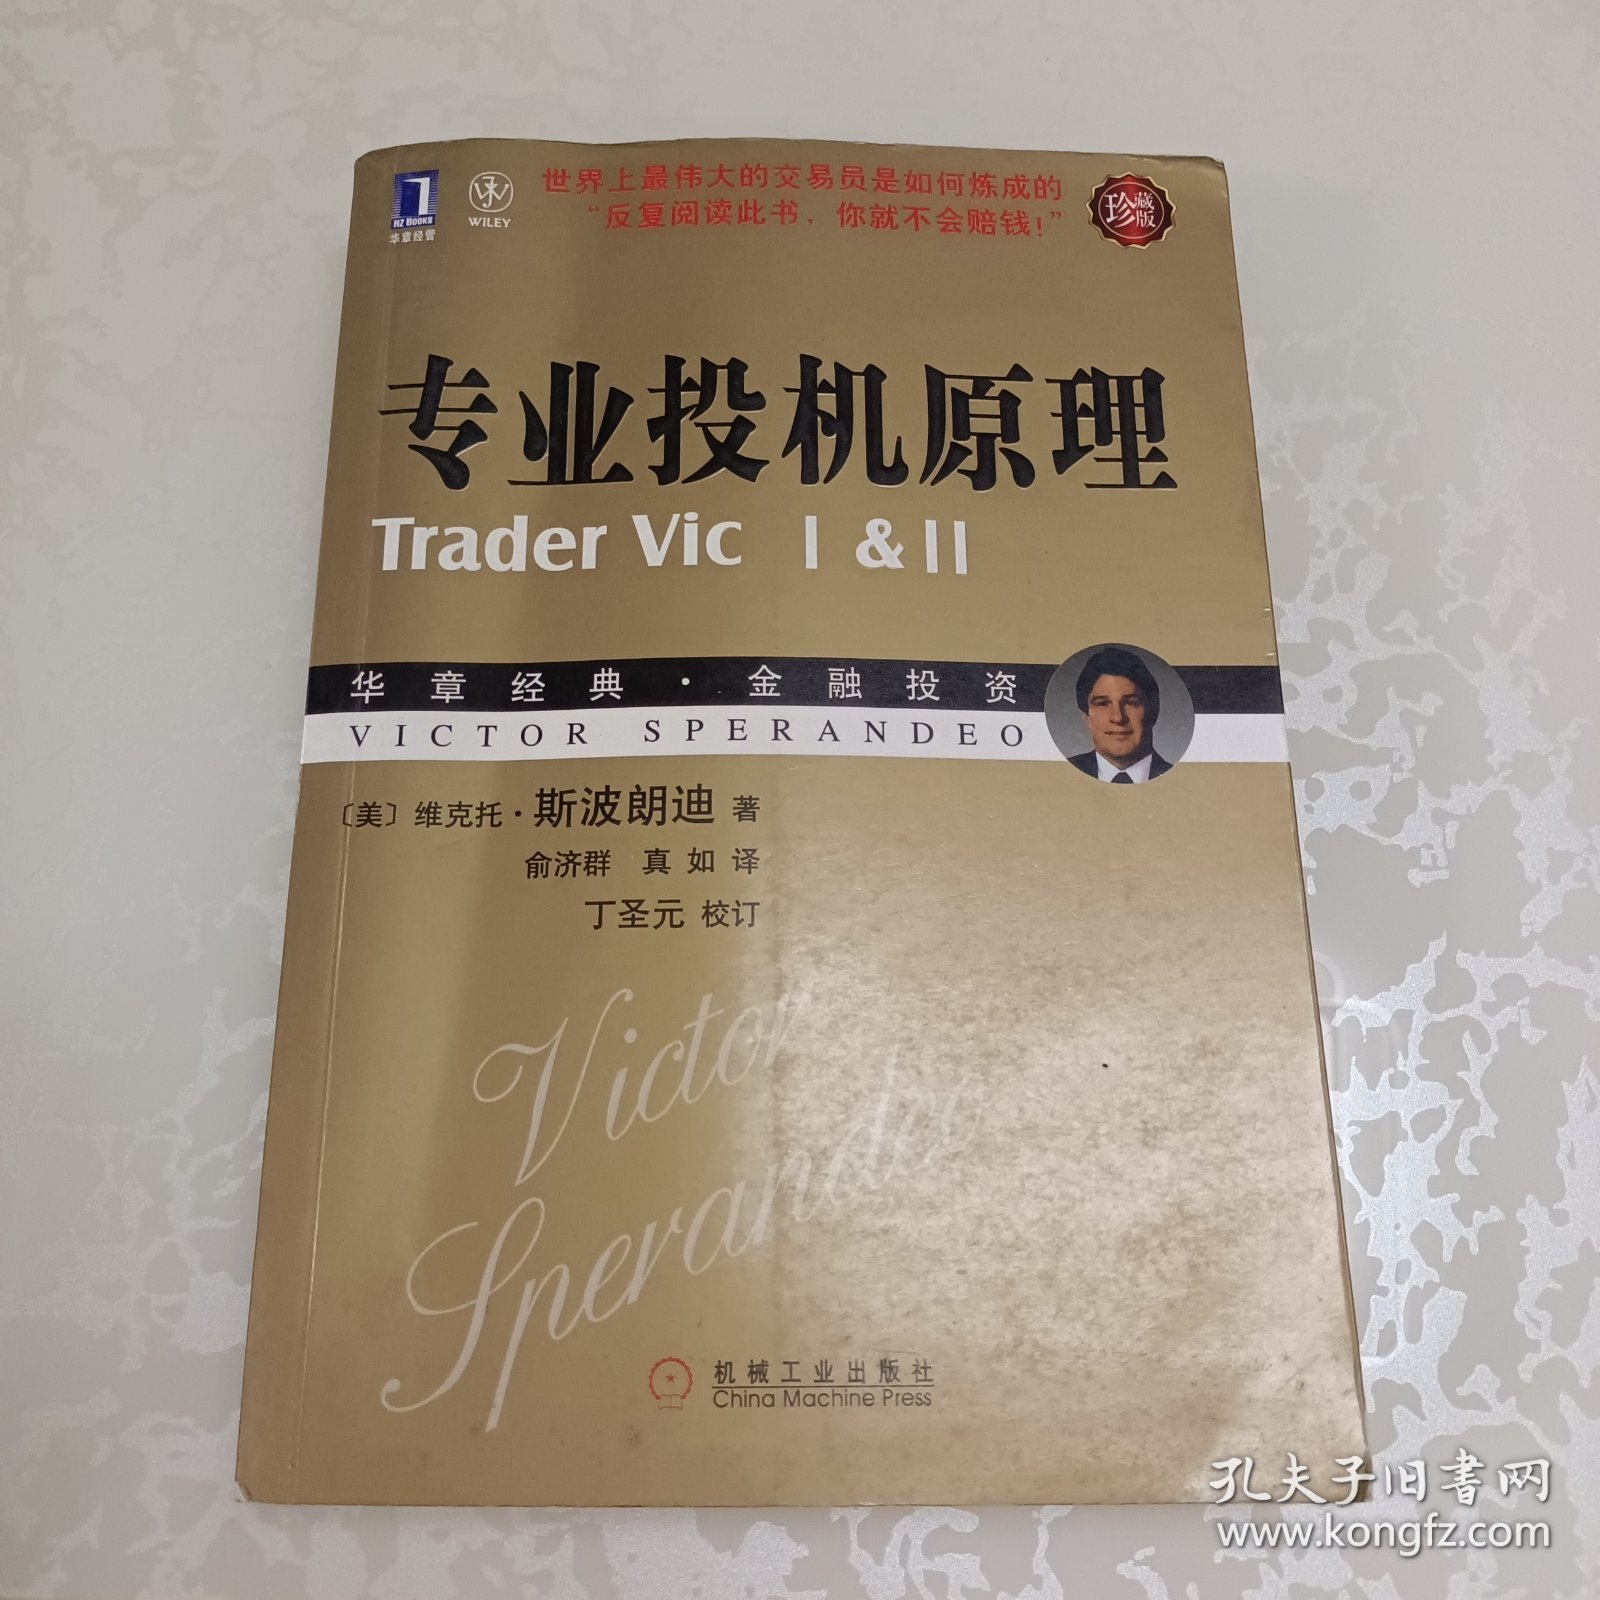 世界上最伟大的交易员是如何炼成的
“反复阅读此书，你就不会赔钱！”
HZ BOOKS
华章经管
WILEY
珍藏版
专业投机原理
Trader Vic I & II
华章经典·金融投资
VICTOR SPERANDEO
〔美〕维克托·斯波朗迪 著
俞济群 真如 译
丁圣元 校订
Victor
Sperandeo
机械工业出版社
China Machine Press
孔夫子旧书网
www.kongfz.com